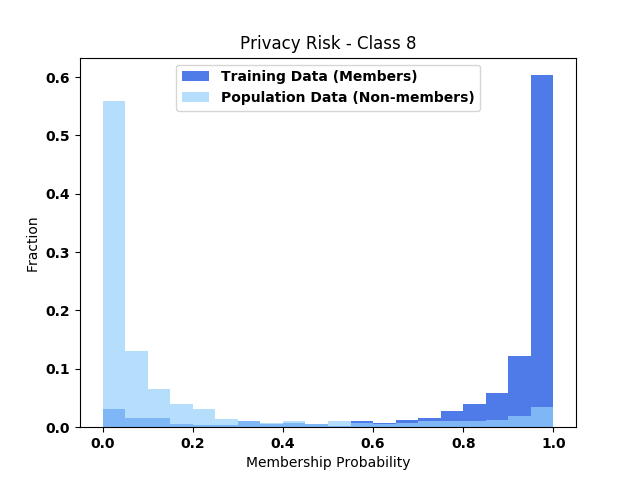 Privacy Risk - Class 8
Training Data (Members)
Population Data (Non-members)
0.6
0.5
0.4
0.3
0.2
0.1
0.0
Fraction
0.0 0.2 0.4 0.6 0.8 1.0
Membership Probability